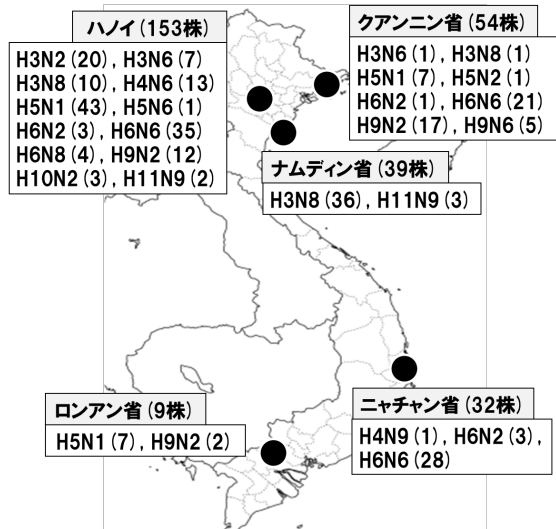 ハノイ(153株)
H3N2(20), H3N6(7)
H3N8(10), H4N6(13)
H5N1(43), H5N6(1)
H6N2(3), H6N6(35)
H6N8(4), H9N2(12)
H10N2(3), H11N9(2)
クアンニン省(54株)
H3N6(1), H3N8(1)
H5N1(7), H5N2(1)
H6N2(1), H6N6(21)
H9N2(17), H9N6(5)
ナムディン省(39株)
H3N8(36), H11N9(3)
ロンアン省(9株)
H5N1(7), H9N2(2)
ニャチャン省(32株)
H4N9(1), H6N2(3),
H6N6(28)